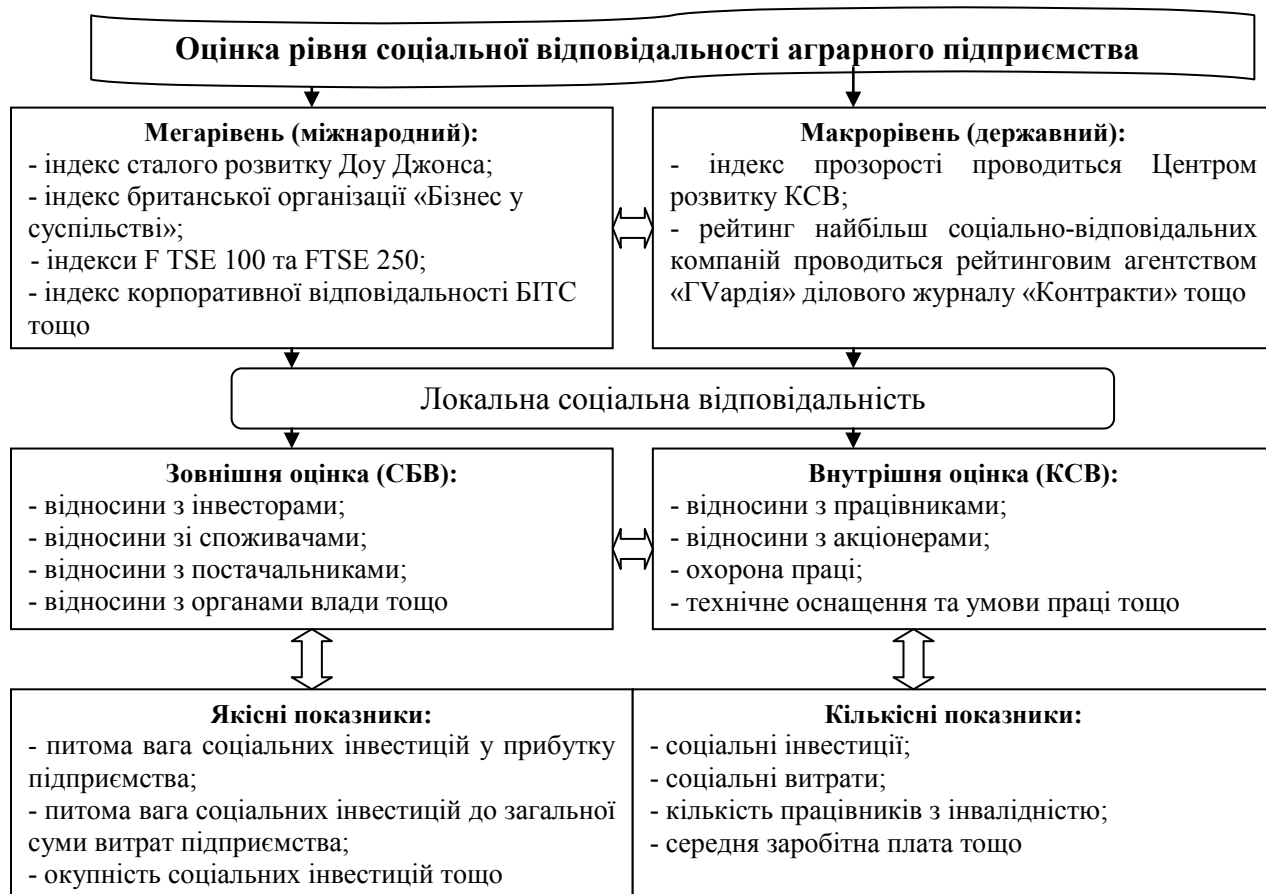 Оцінка рівня соціальної відповідальності аграрного підприємства
Мегарівень (міжнародний):
- індекс сталого розвитку Доу Джонса;
- індекс британської організації «Бізнес у
суспільстві»;
- індекси F TSE 100 та FTSE 250;
- індекс корпоративної відповідальності БІТС
тощо
Макрорівень (державний):
- індекс прозорості проводиться Центром
розвитку КСВ;
- рейтинг найбільш соціально-відповідальних
компаній проводиться рейтинговим агентством
«ГVардія» ділового журналу «Контракти» тощо
Локальна соціальна відповідальність
Зовнішня оцінка (СБВ):
- відносини з інвесторами;
- відносини зі споживачами;
- відносини з постачальниками;
- відносини з органами влади тощо
Внутрішня оцінка (КСВ):
- відносини з працівниками;
- відносини з акціонерами;
- охорона праці;
- технічне оснащення та умови праці тощо
Якісні показники:
- питома вага соціальних інвестицій у прибутку
підприємства;
- питома вага соціальних інвестицій до загальної
суми витрат підприємства;
- окупність соціальних інвестицій тощо
Кількісні показники:
- соціальні інвестиції;
- соціальні витрати;
- кількість працівників з інвалідністю;
- середня заробітна плата тощо